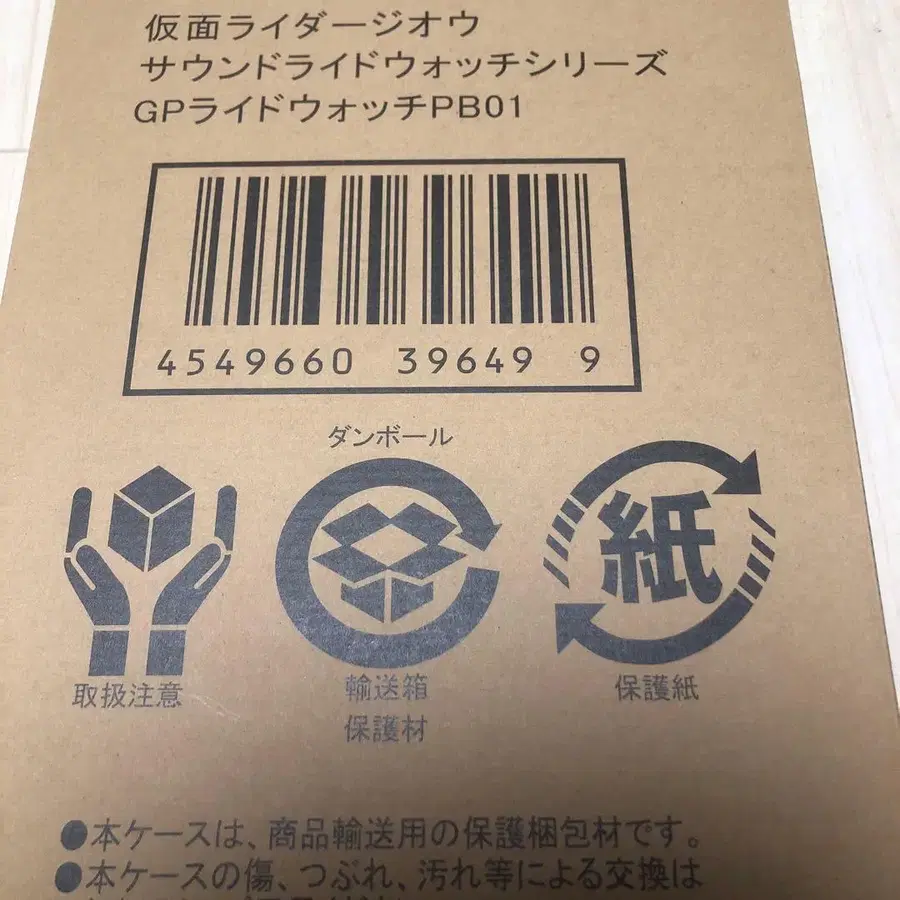 仮面ライダージオウ
サウンドライドウォッチシリーズ
GPライドウォッチPB01
4549660 39649 9
ダンボール
紙
取扱注意
輸送箱
保護材
保護紙
●本ケースは、商品輸送用の保護梱包材です。
●本ケースの傷、つぶれ、汚れ等による交換は